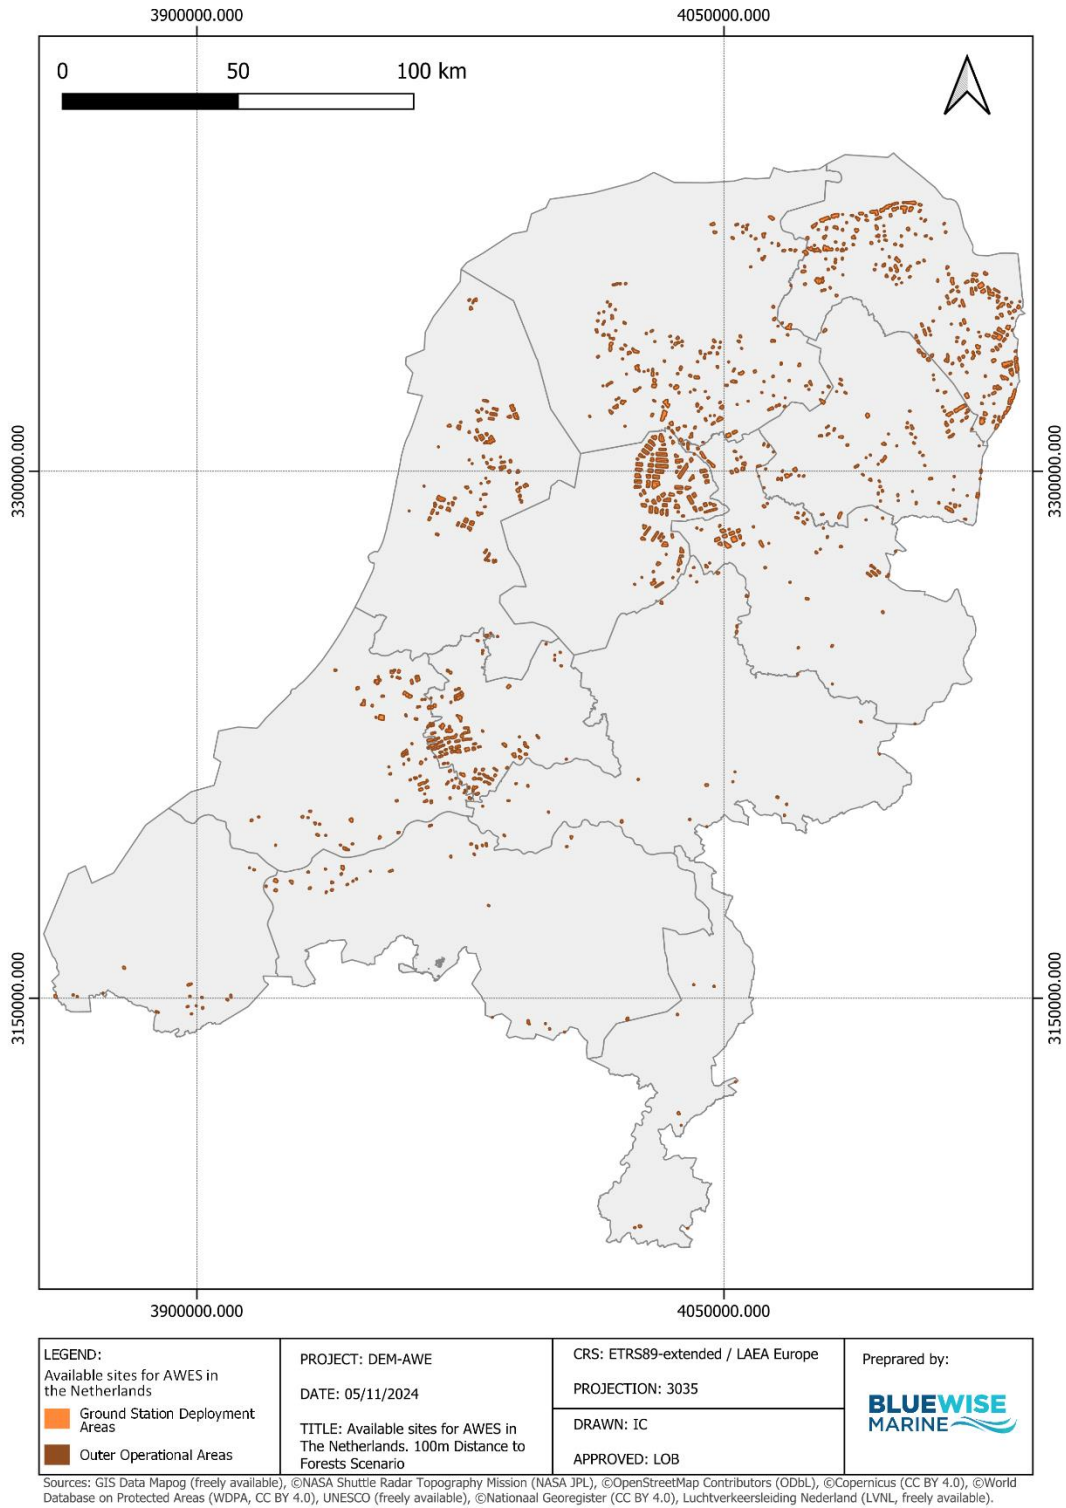 3900000.000 4050000.000
0 50 100 km
3300000.000 3300000.000
3150000.000 3150000.000
3900000.000 4050000.000
LEGEND:
Available sites for AWES in
the Netherlands
Ground Station Deployment
Areas
Outer Operational Areas
PROJECT: DEM-AWE
DATE: 05/11/2024
TITLE: Available sites for AWES in
The Netherlands. 100m Distance to
Forests Scenario
CRS: ETRS89-extended / LAEA Europe
PROJECTION: 3035
DRAWN: IC
APPROVED: LOB
Preprared by:
BLUEWISE
MARINE
Sources: GIS Data Mapog (freely available), ©NASA Shuttle Radar Topography Mission (NASA JPL), ©OpenStreetMap Contributors (ODbL), ©Copernicus (CC BY 4.0), ©World
Database on Protected Areas (WDPA, CC BY 4.0), UNESCO (freely available), ©Nationaal Georegister (CC BY 4.0), Luchtverkeersleiding Nederland (LVNL, freely available).